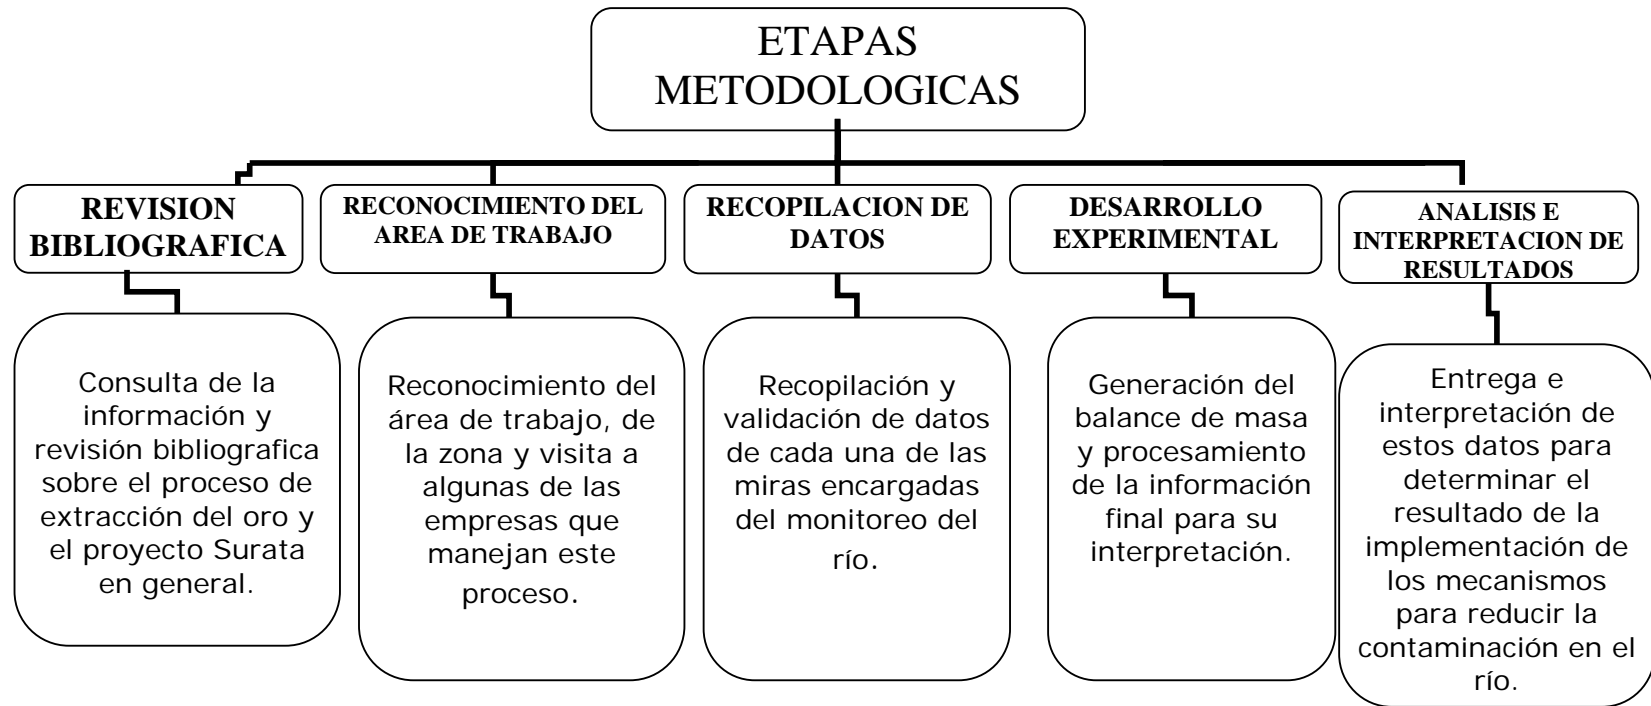 ETAPAS
METODOLOGICAS
REVISION
BIBLIOGRAFICA
RECONOCIMIENTO DEL
AREA DE TRABAJO
RECOPILACION DE
DATOS
DESARROLLO
EXPERIMENTAL
ANALISIS E
INTERPRETACION DE
RESULTADOS
Consulta de la
información y
revisión bibliografica
sobre el proceso de
extracción del oro y
el proyecto Surata
en general.
Reconocimiento del
área de trabajo, de
la zona y visita a
algunas de las
empresas que
manejan este
proceso.
Recopilación y
validación de datos
de cada una de las
miras encargadas
del monitoreo del
río.
Generación del
balance de masa
y procesamiento
de la información
final para su
interpretación.
Entrega e
interpretación de
estos datos para
determinar el
resultado de la
implementación de
los mecanismos
para reducir la
contaminación en el
río.